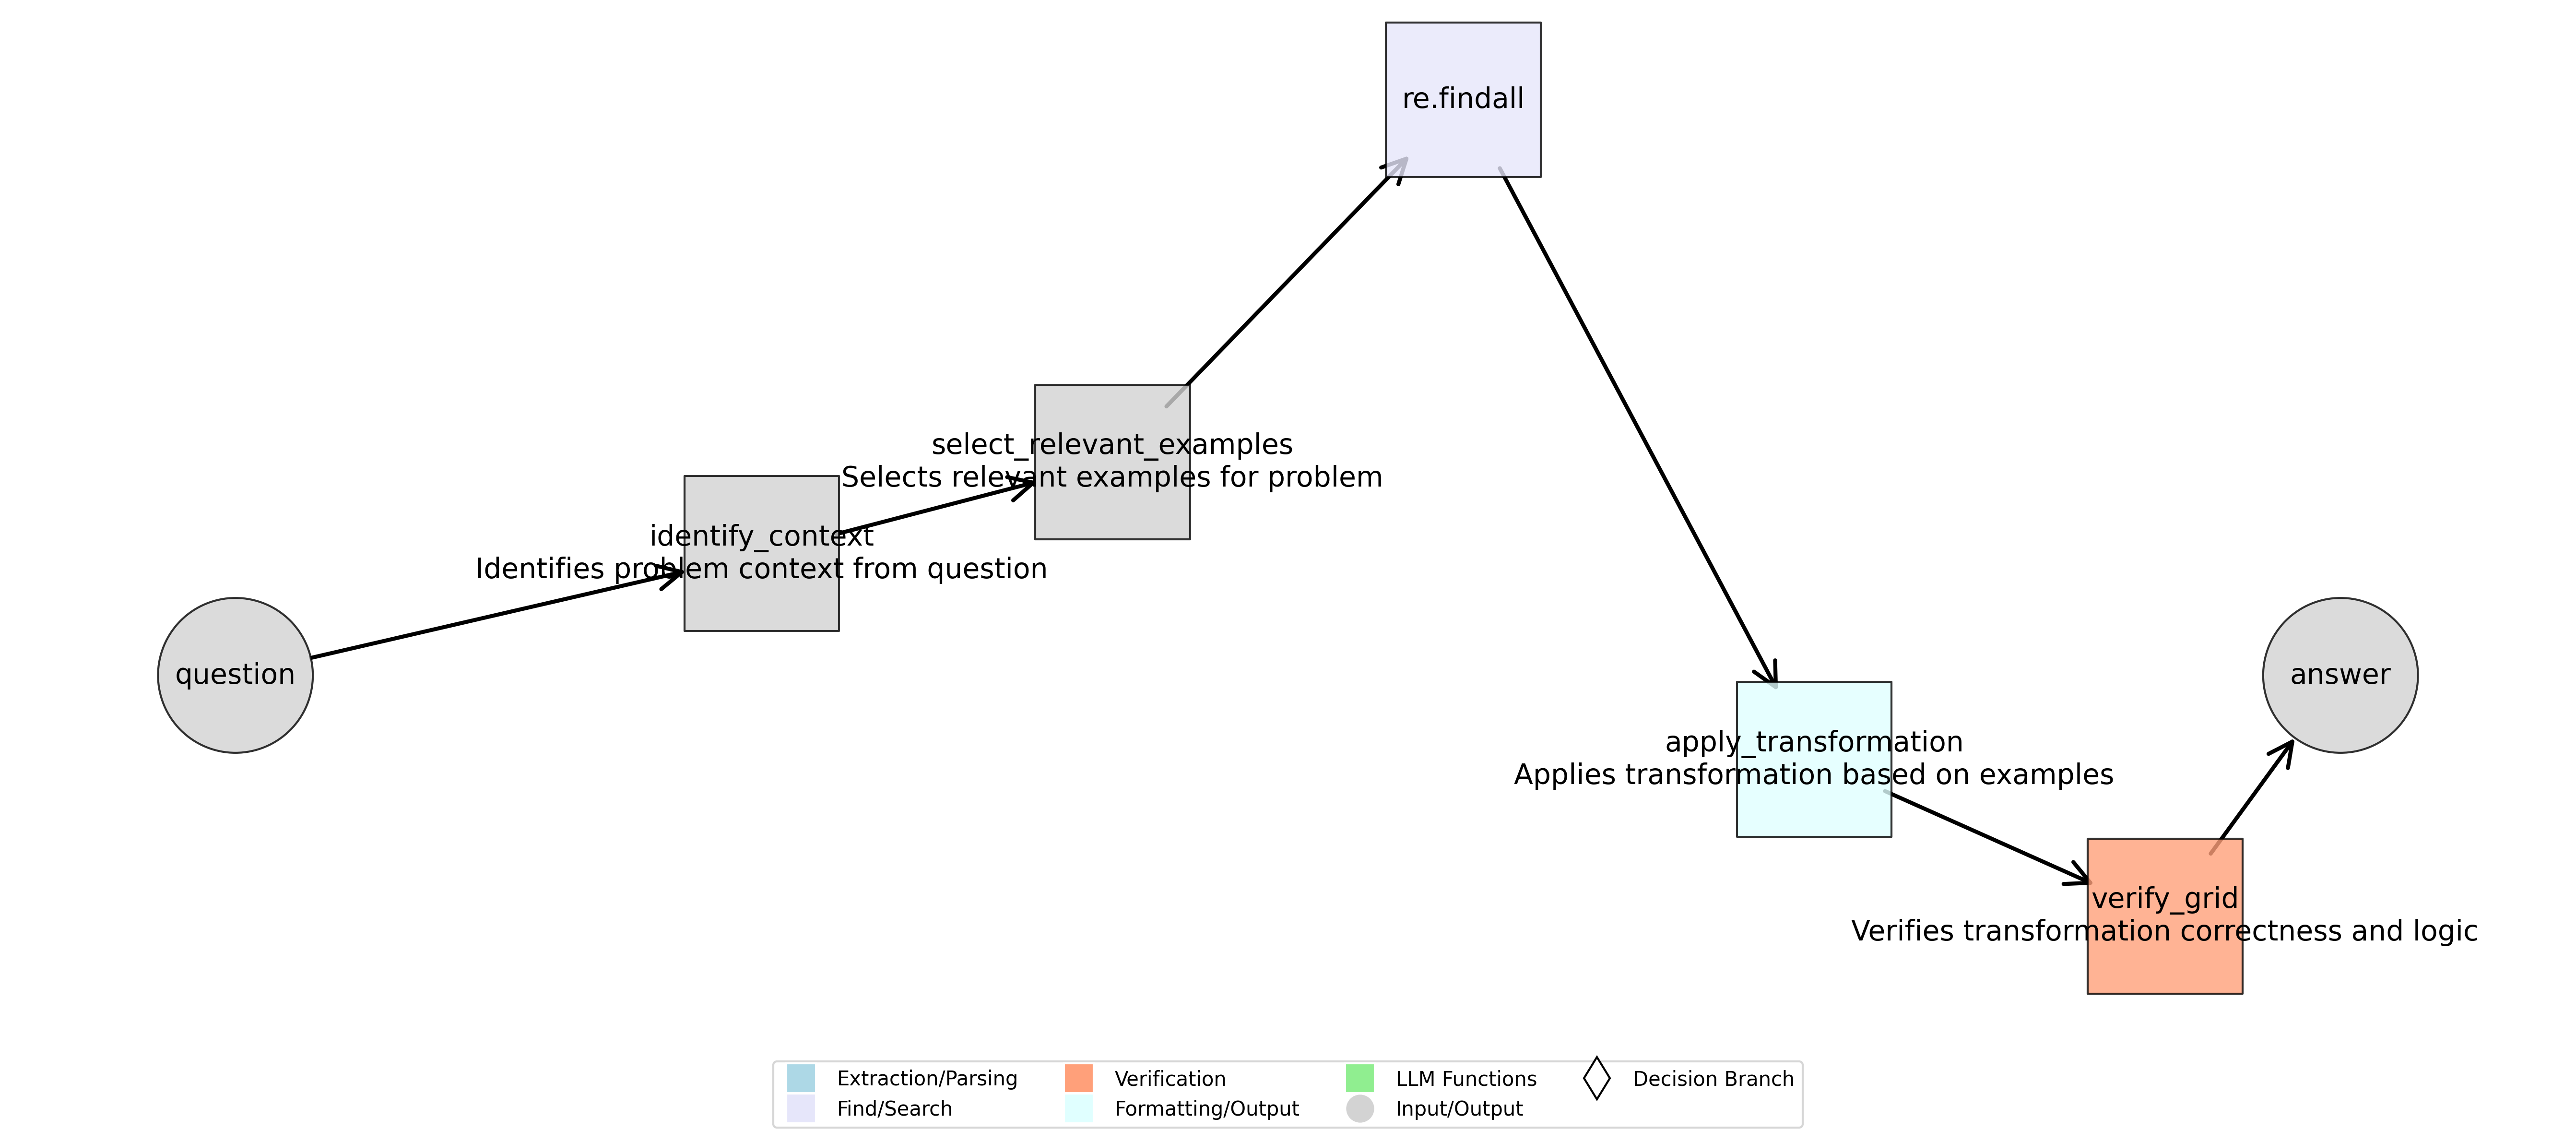 re.findall
select_relevant_examples
Selects relevant examples for problem
identify_context
Identifies problem context from question
question
answer
apply_transformation
Applies transformation based on examples
verify_grid
Verifies transformation correctness and logic
Extraction/Parsing
Find/Search
Verification
Formatting/Output
LLM Functions
Input/Output
Decision Branch